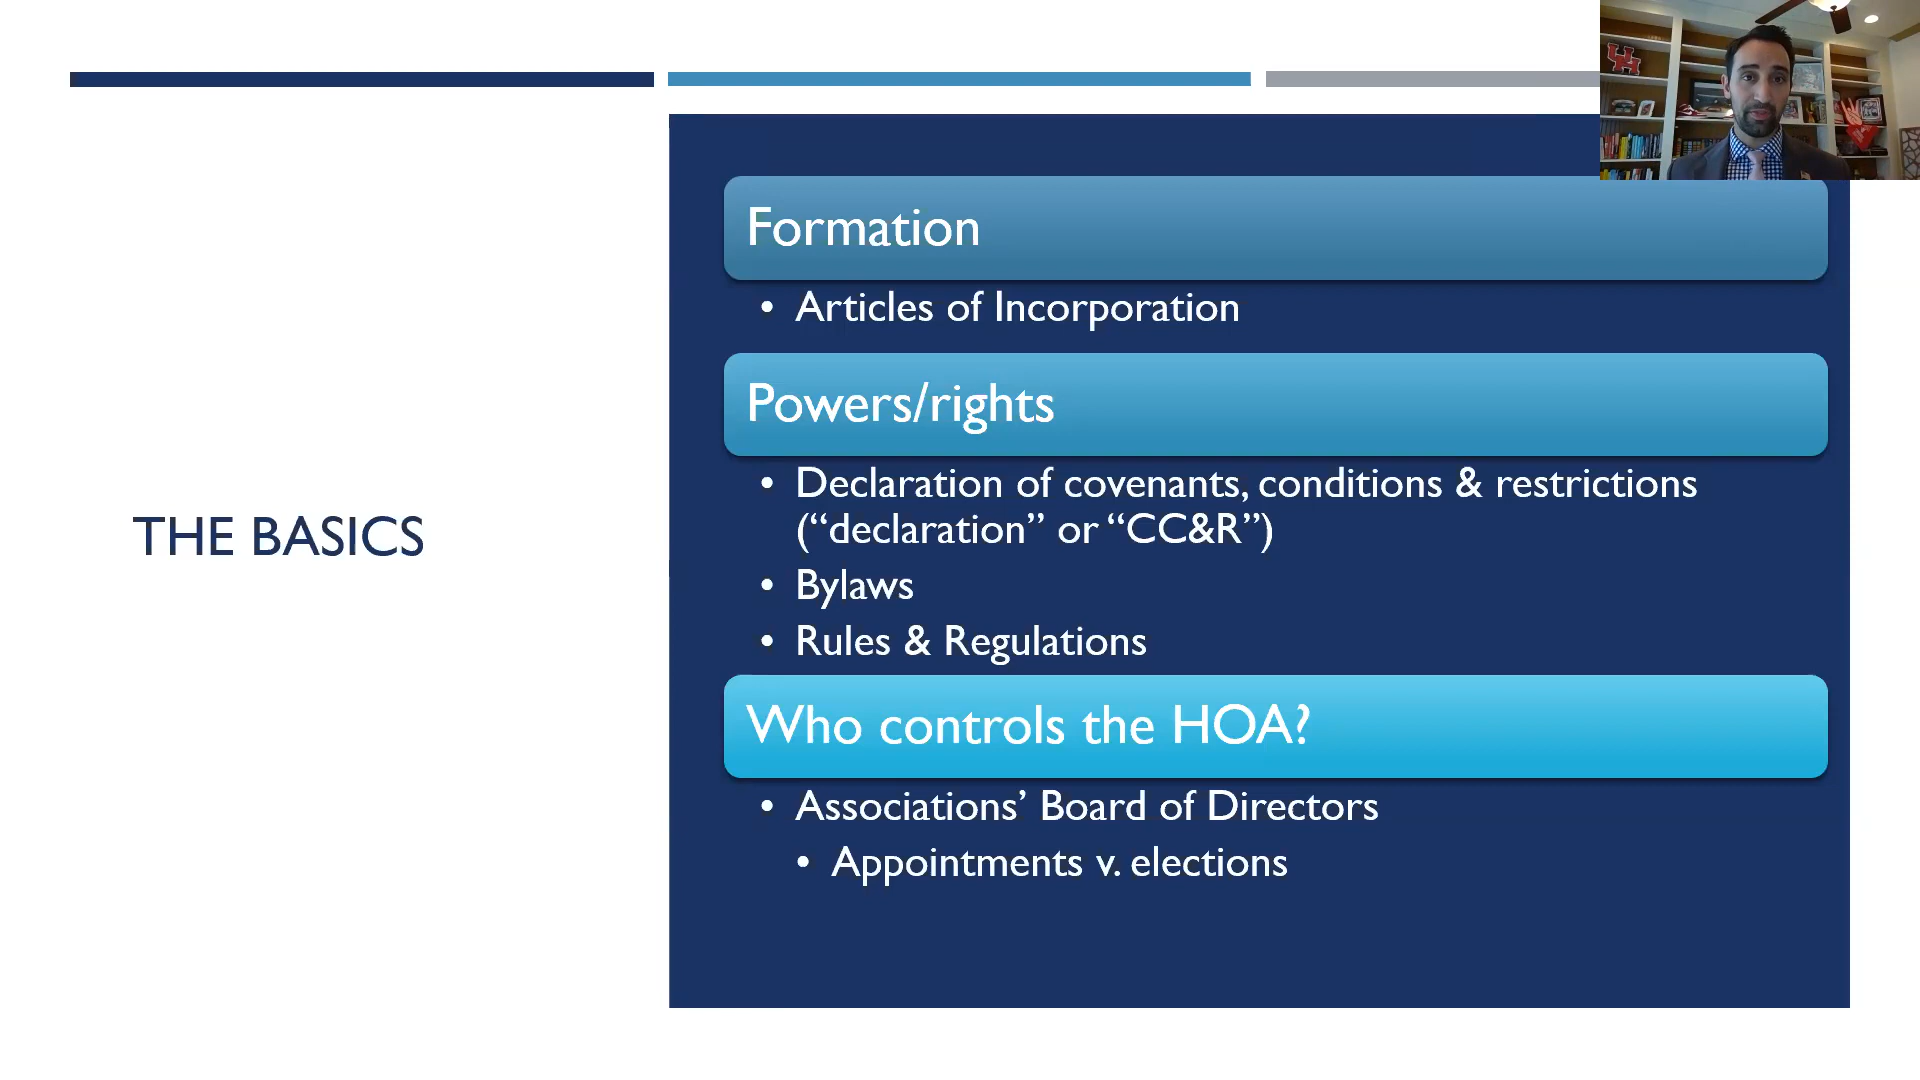 THE BASICS
Formation
• Articles of Incorporation
Powers/rights
• Declaration of covenants, conditions & restrictions
(“declaration” or “CC&R”)
• Bylaws
• Rules & Regulations
Who controls the HOA?
• Associations’ Board of Directors
• Appointments v. elections